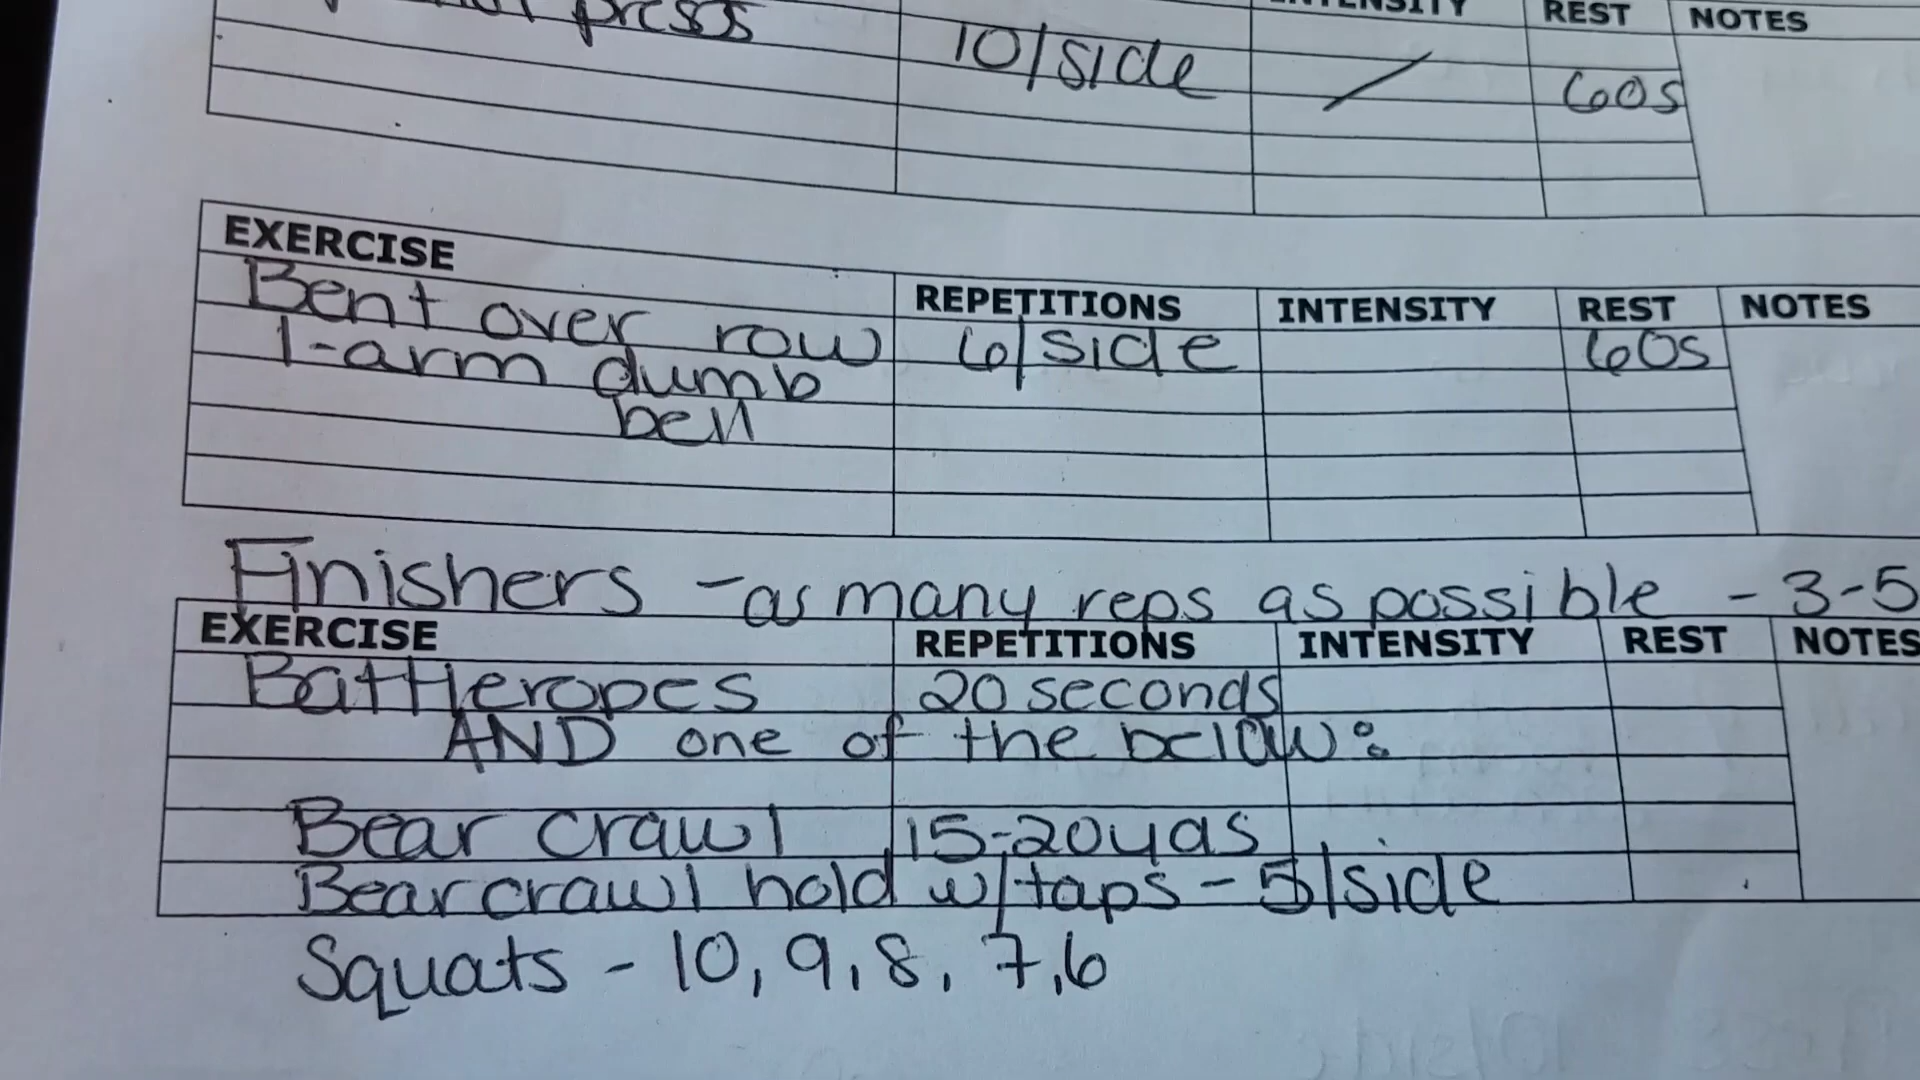 press
INTENSITY REST NOTES
10/side / 60s
EXERCISE REPETITIONS INTENSITY REST NOTES
Bent over row 6/side 60s
1-arm dumb
bell
Finishers - as many reps as possible - 3-5
EXERCISE REPETITIONS INTENSITY REST NOTES
Battleropes 20 seconds
AND one of the below:
Bear crawl 15-20yds
Bear crawl hold w/taps - 5/side
Squats - 10, 9, 8, 7, 6